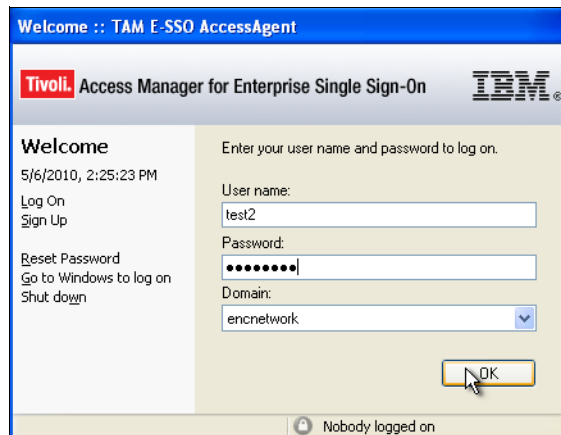 Welcome :: TAM E-SSO AccessAgent
Tivoli. Access Manager for Enterprise Single Sign-On IBM®
Welcome
5/6/2010, 2:25:23 PM
Log On
Sign Up
Reset Password
Go to Windows to log on
Shut down
Enter your user name and password to log on.
User name:
test2
Password:
••••••••
Domain:
encnetwork
OK
Nobody logged on